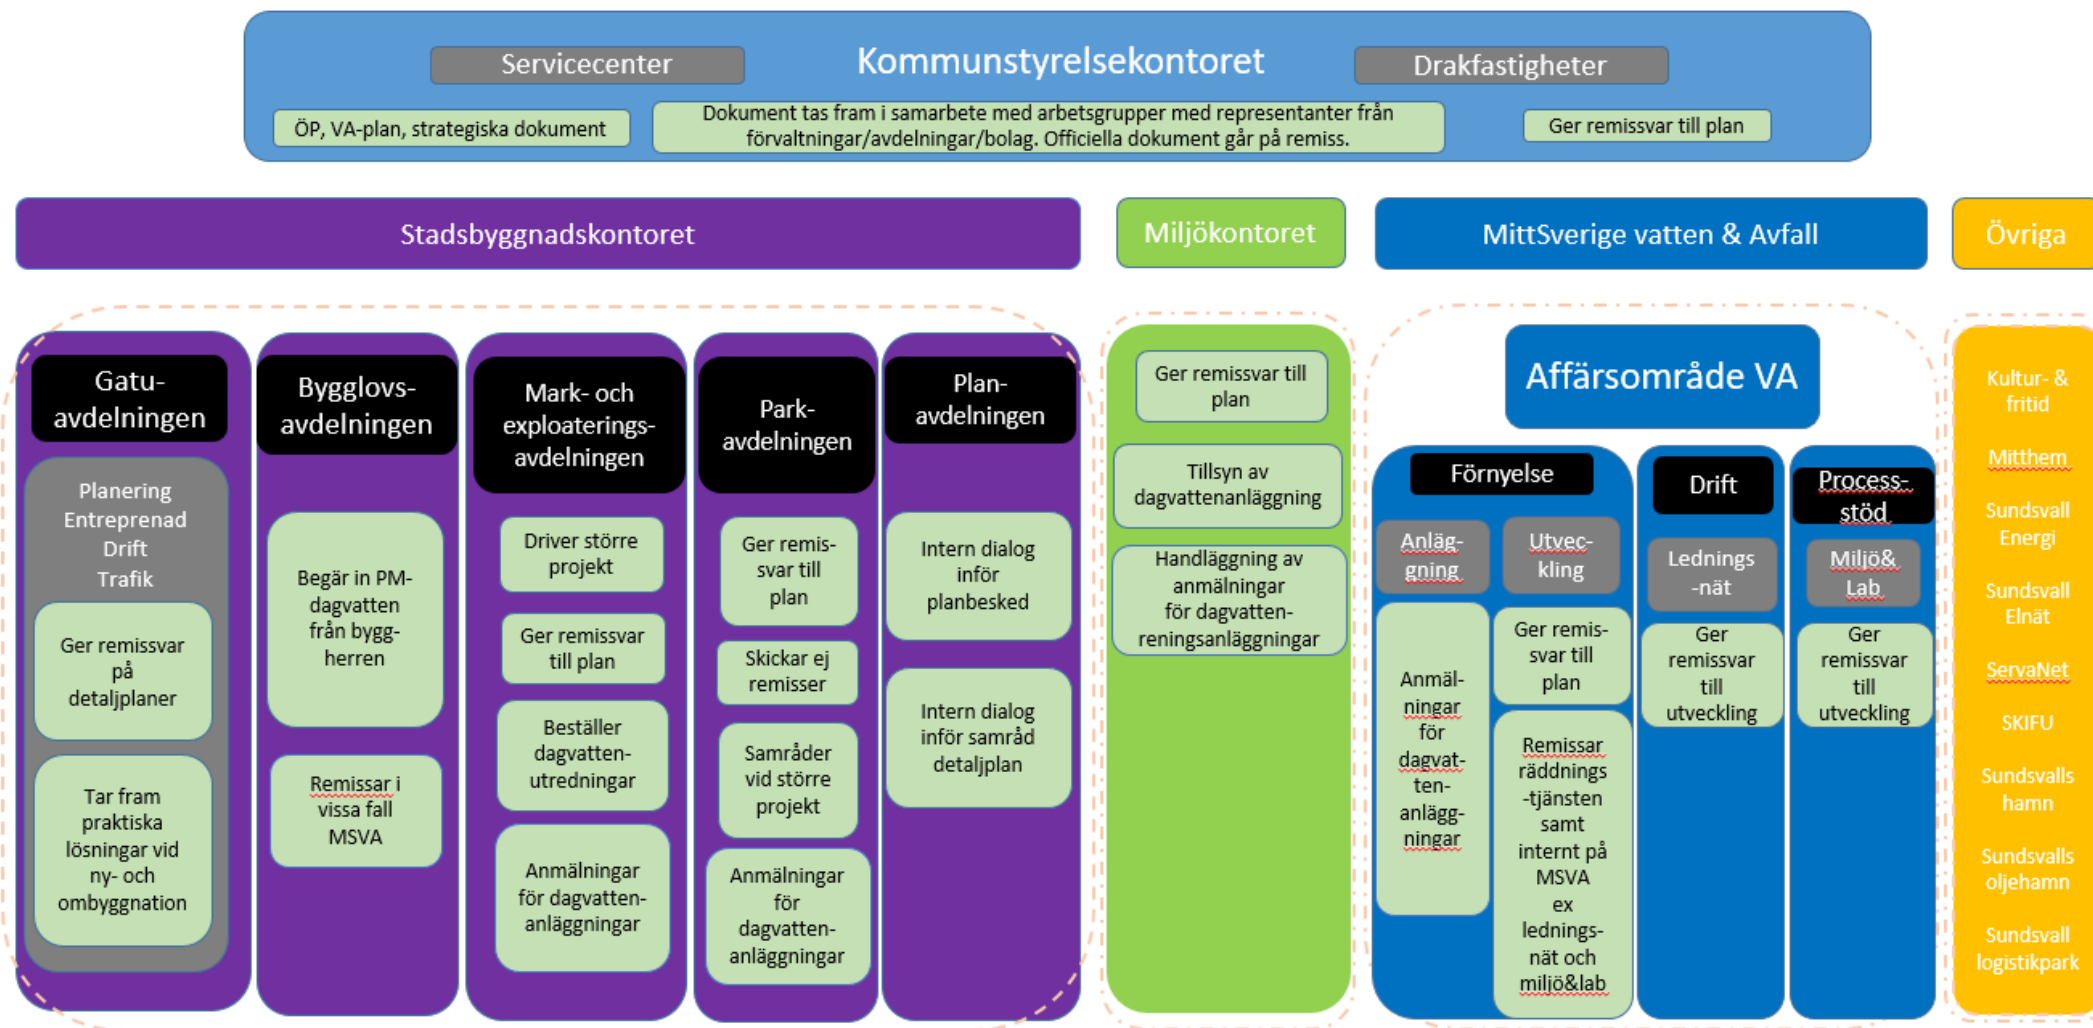 Kommunstyrelsekontoret
Servicecenter
Drakfastigheter
ÖP, VA-plan, strategiska dokument
Dokument tas fram i samarbete med arbetsgrupper med representanter från
förvaltningar/avdelningar/bolag. Officiella dokument går på remiss.
Ger remissvar till plan
Stadsbyggnadskontoret
Miljökontoret
MittSverige vatten & Avfall
Övriga
Gatu-
avdelningen
Planering
Entreprenad
Drift
Trafik
Ger remissvar
på
detaljplaner
Tar fram
praktiska
lösningar vid
ny- och
ombyggnation
Bygglovs-
avdelningen
Begär in PM-
dagvatten
från bygg-
herren
Remissar i
vissa fall
MSVA
Mark- och
exploaterings-
avdelningen
Driver större
projekt
Ger remissvar
till plan
Beställer
dagvatten-
utredningar
Anmälningar
för dagvatten-
anläggningar
Park-
avdelningen
Ger remis-
svar till
plan
Skickar ej
remisser
Samråder
vid större
projekt
Anmälningar
för
dagvatten-
anläggningar
Plan-
avdelningen
Intern dialog
inför
planbesked
Intern dialog
inför samråd
detaljplan
Ger remissvar till
plan
Tillsyn av
dagvattenanläggning
Handläggning av
anmälningar
för dagvatten-
reningsanläggningar
Affärsområde VA
Förnyelse
Anläg-
gning
Anmäl-
ningar
för
dagvat-
ten-
anlägg-
ningar
Utvec-
kling
Ger remis-
svar till
plan
Remissar
räddnings
-tjänsten
samt
internt på
MSVA
ex
lednings-
nät och
miljö&lab
Drift
Lednings
-nät
Ger
remissvar
till
utveckling
Process-
stöd
Miljö&
Lab
Ger
remissvar
till
utveckling
Kultur- &
fritid
Mitthem
Sundsvall
Energi
Sundsvall
Elnät
ServaNet
SKIFU
Sundsvalls
hamn
Sundsvalls
oljehamn
Sundsvall
logistikpark